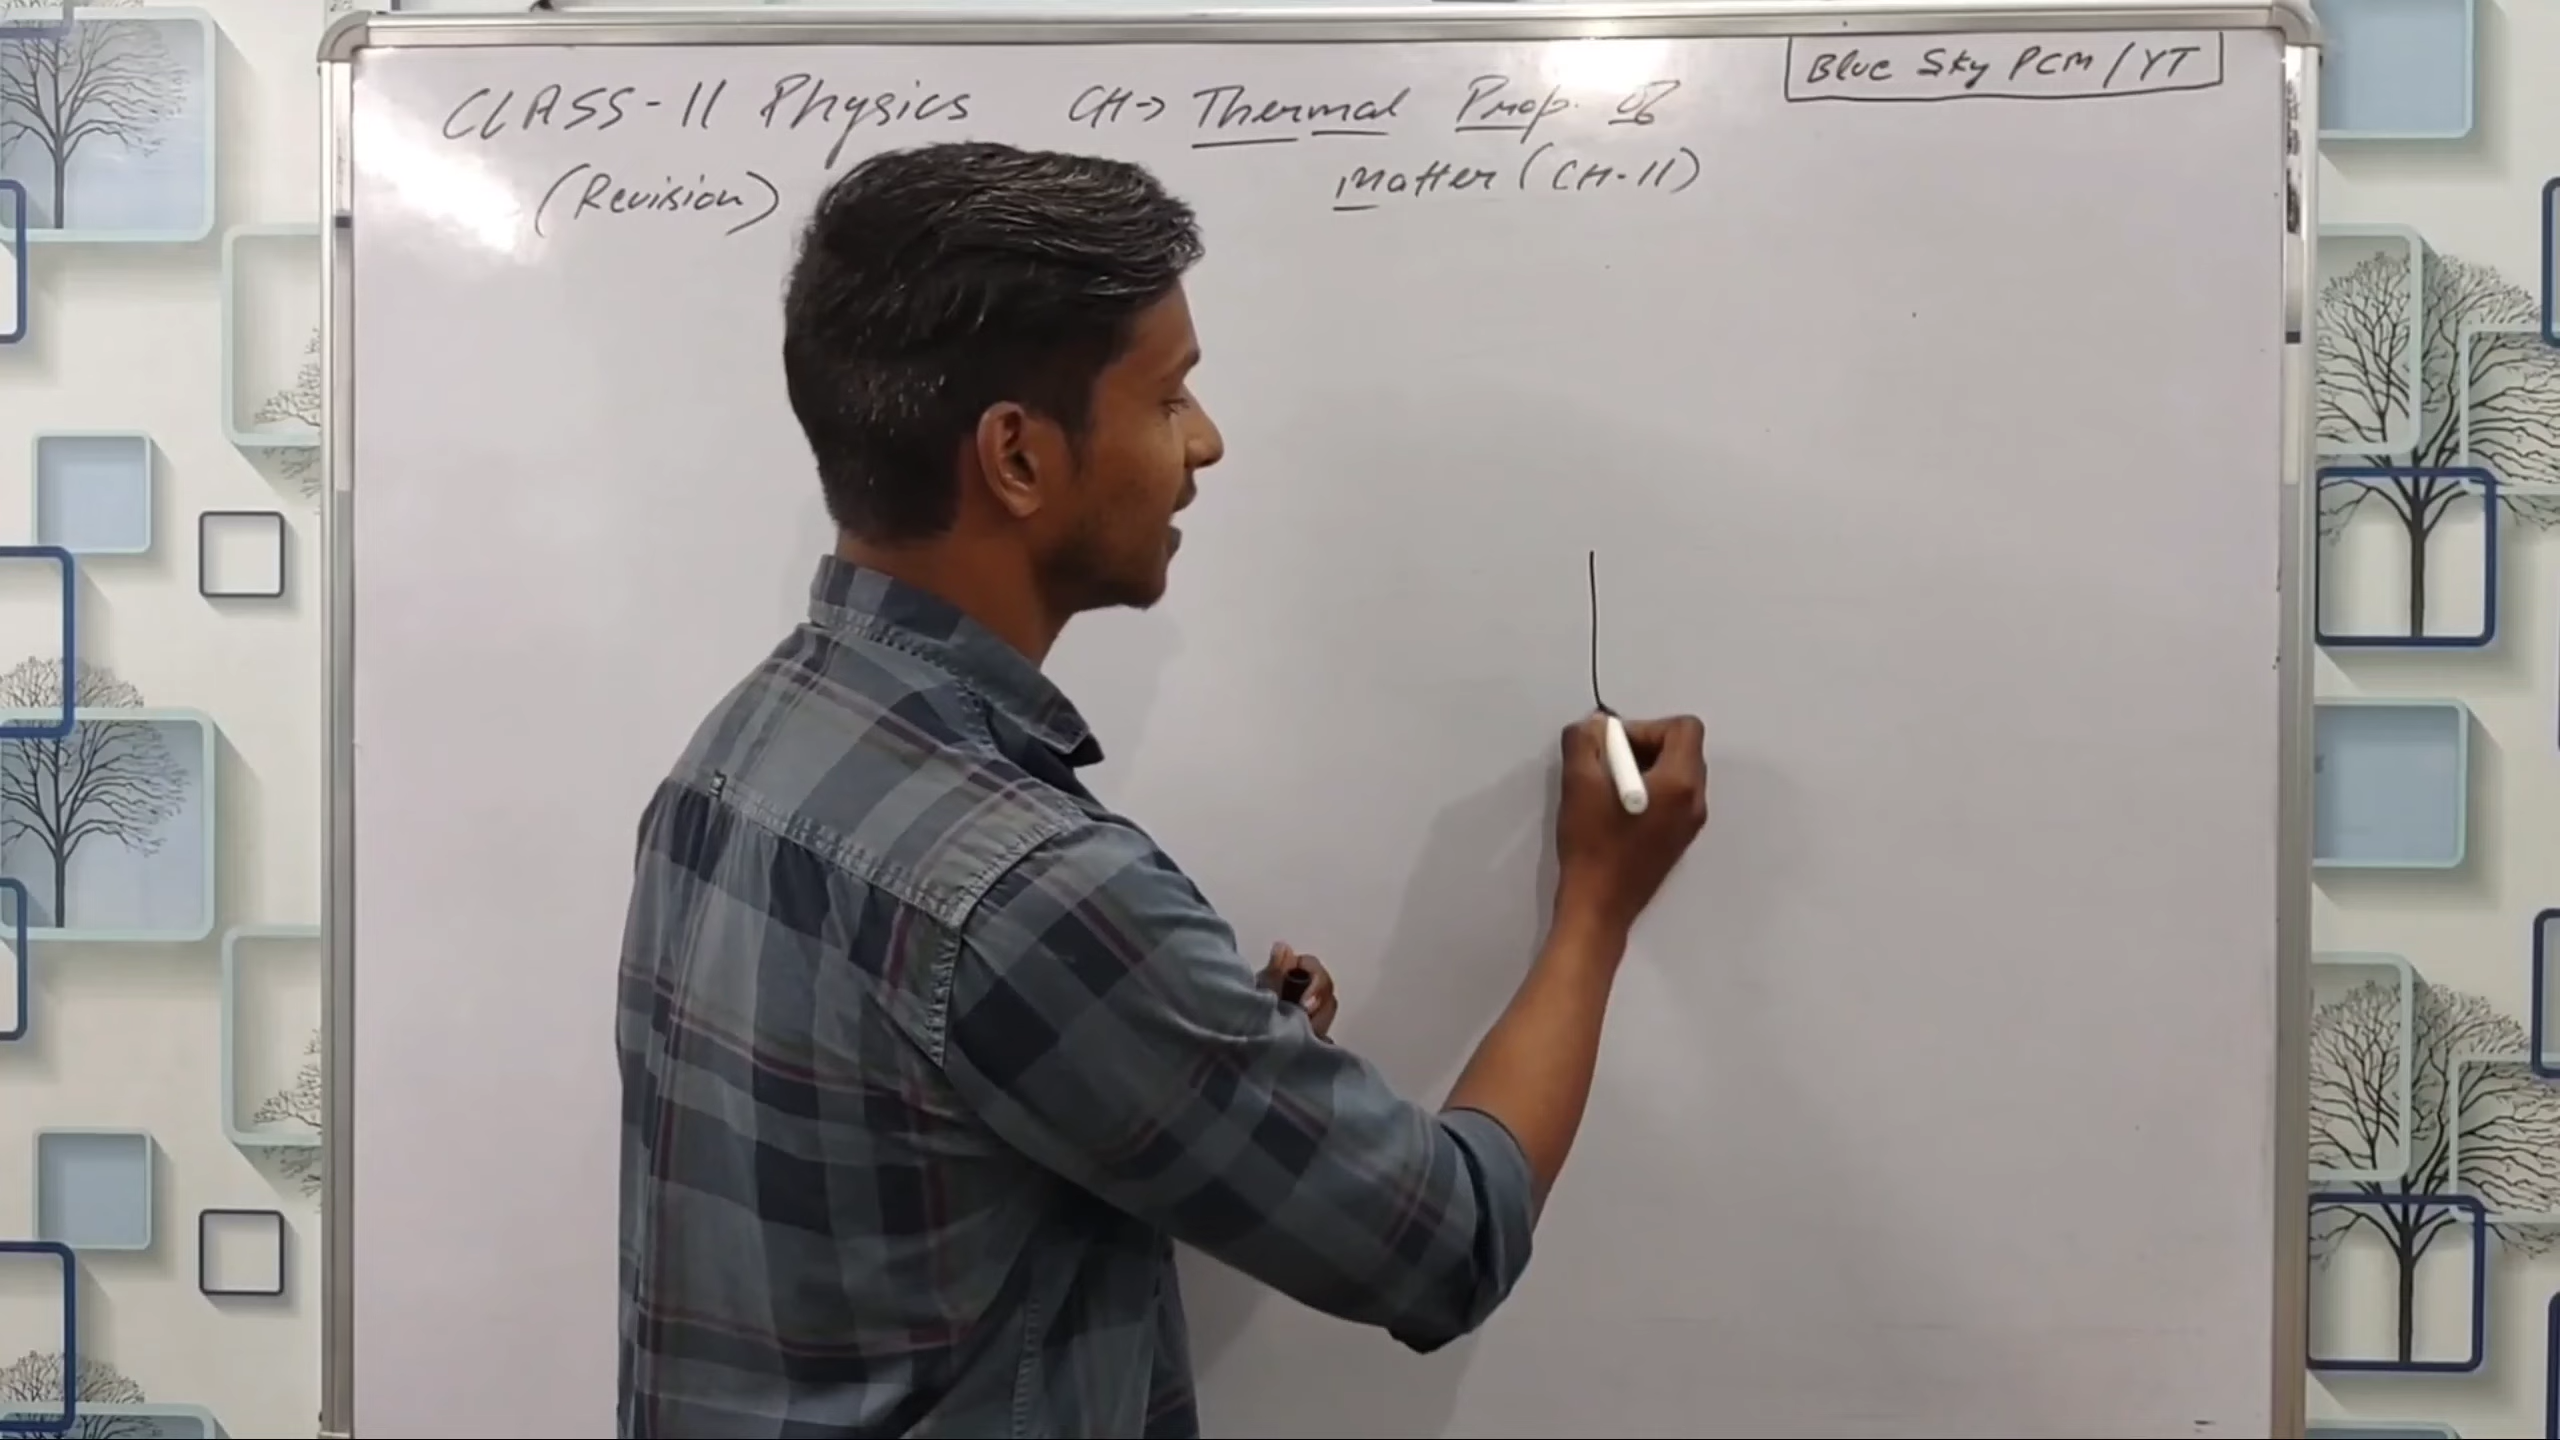 Blue Sky PCM / YT
CLASS-11 Physics CH→ Thermal Prop. of
(Revision) Matter (CH-11)